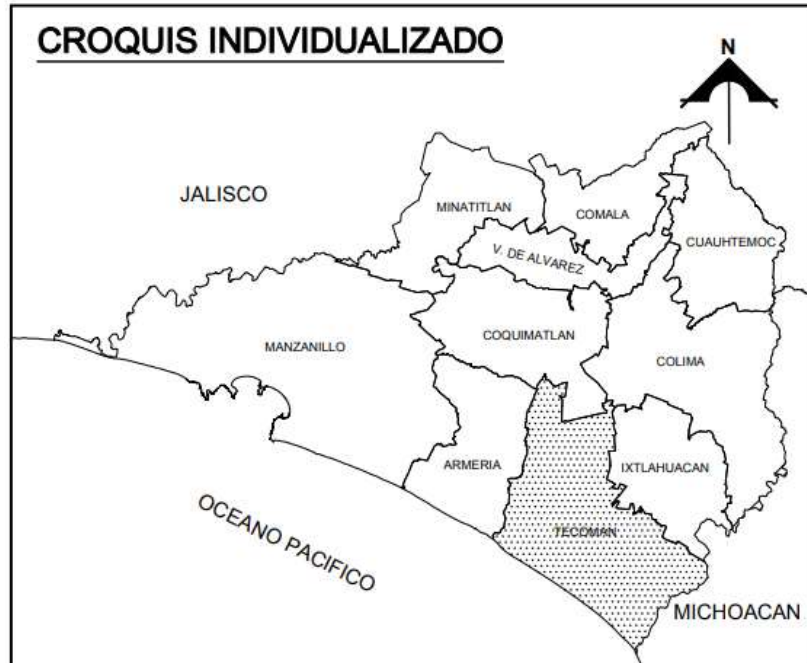 CROQUIS INDIVIDUALIZADO
N
JALISCO
MINATITLAN
COMALA
CUAUHTEMOC
V. DE ALVAREZ
MANZANILLO
COQUIMATLAN
COLIMA
ARMERIA
IXTLAHUACAN
TECOMAN
OCEANO PACIFICO
MICHOACAN